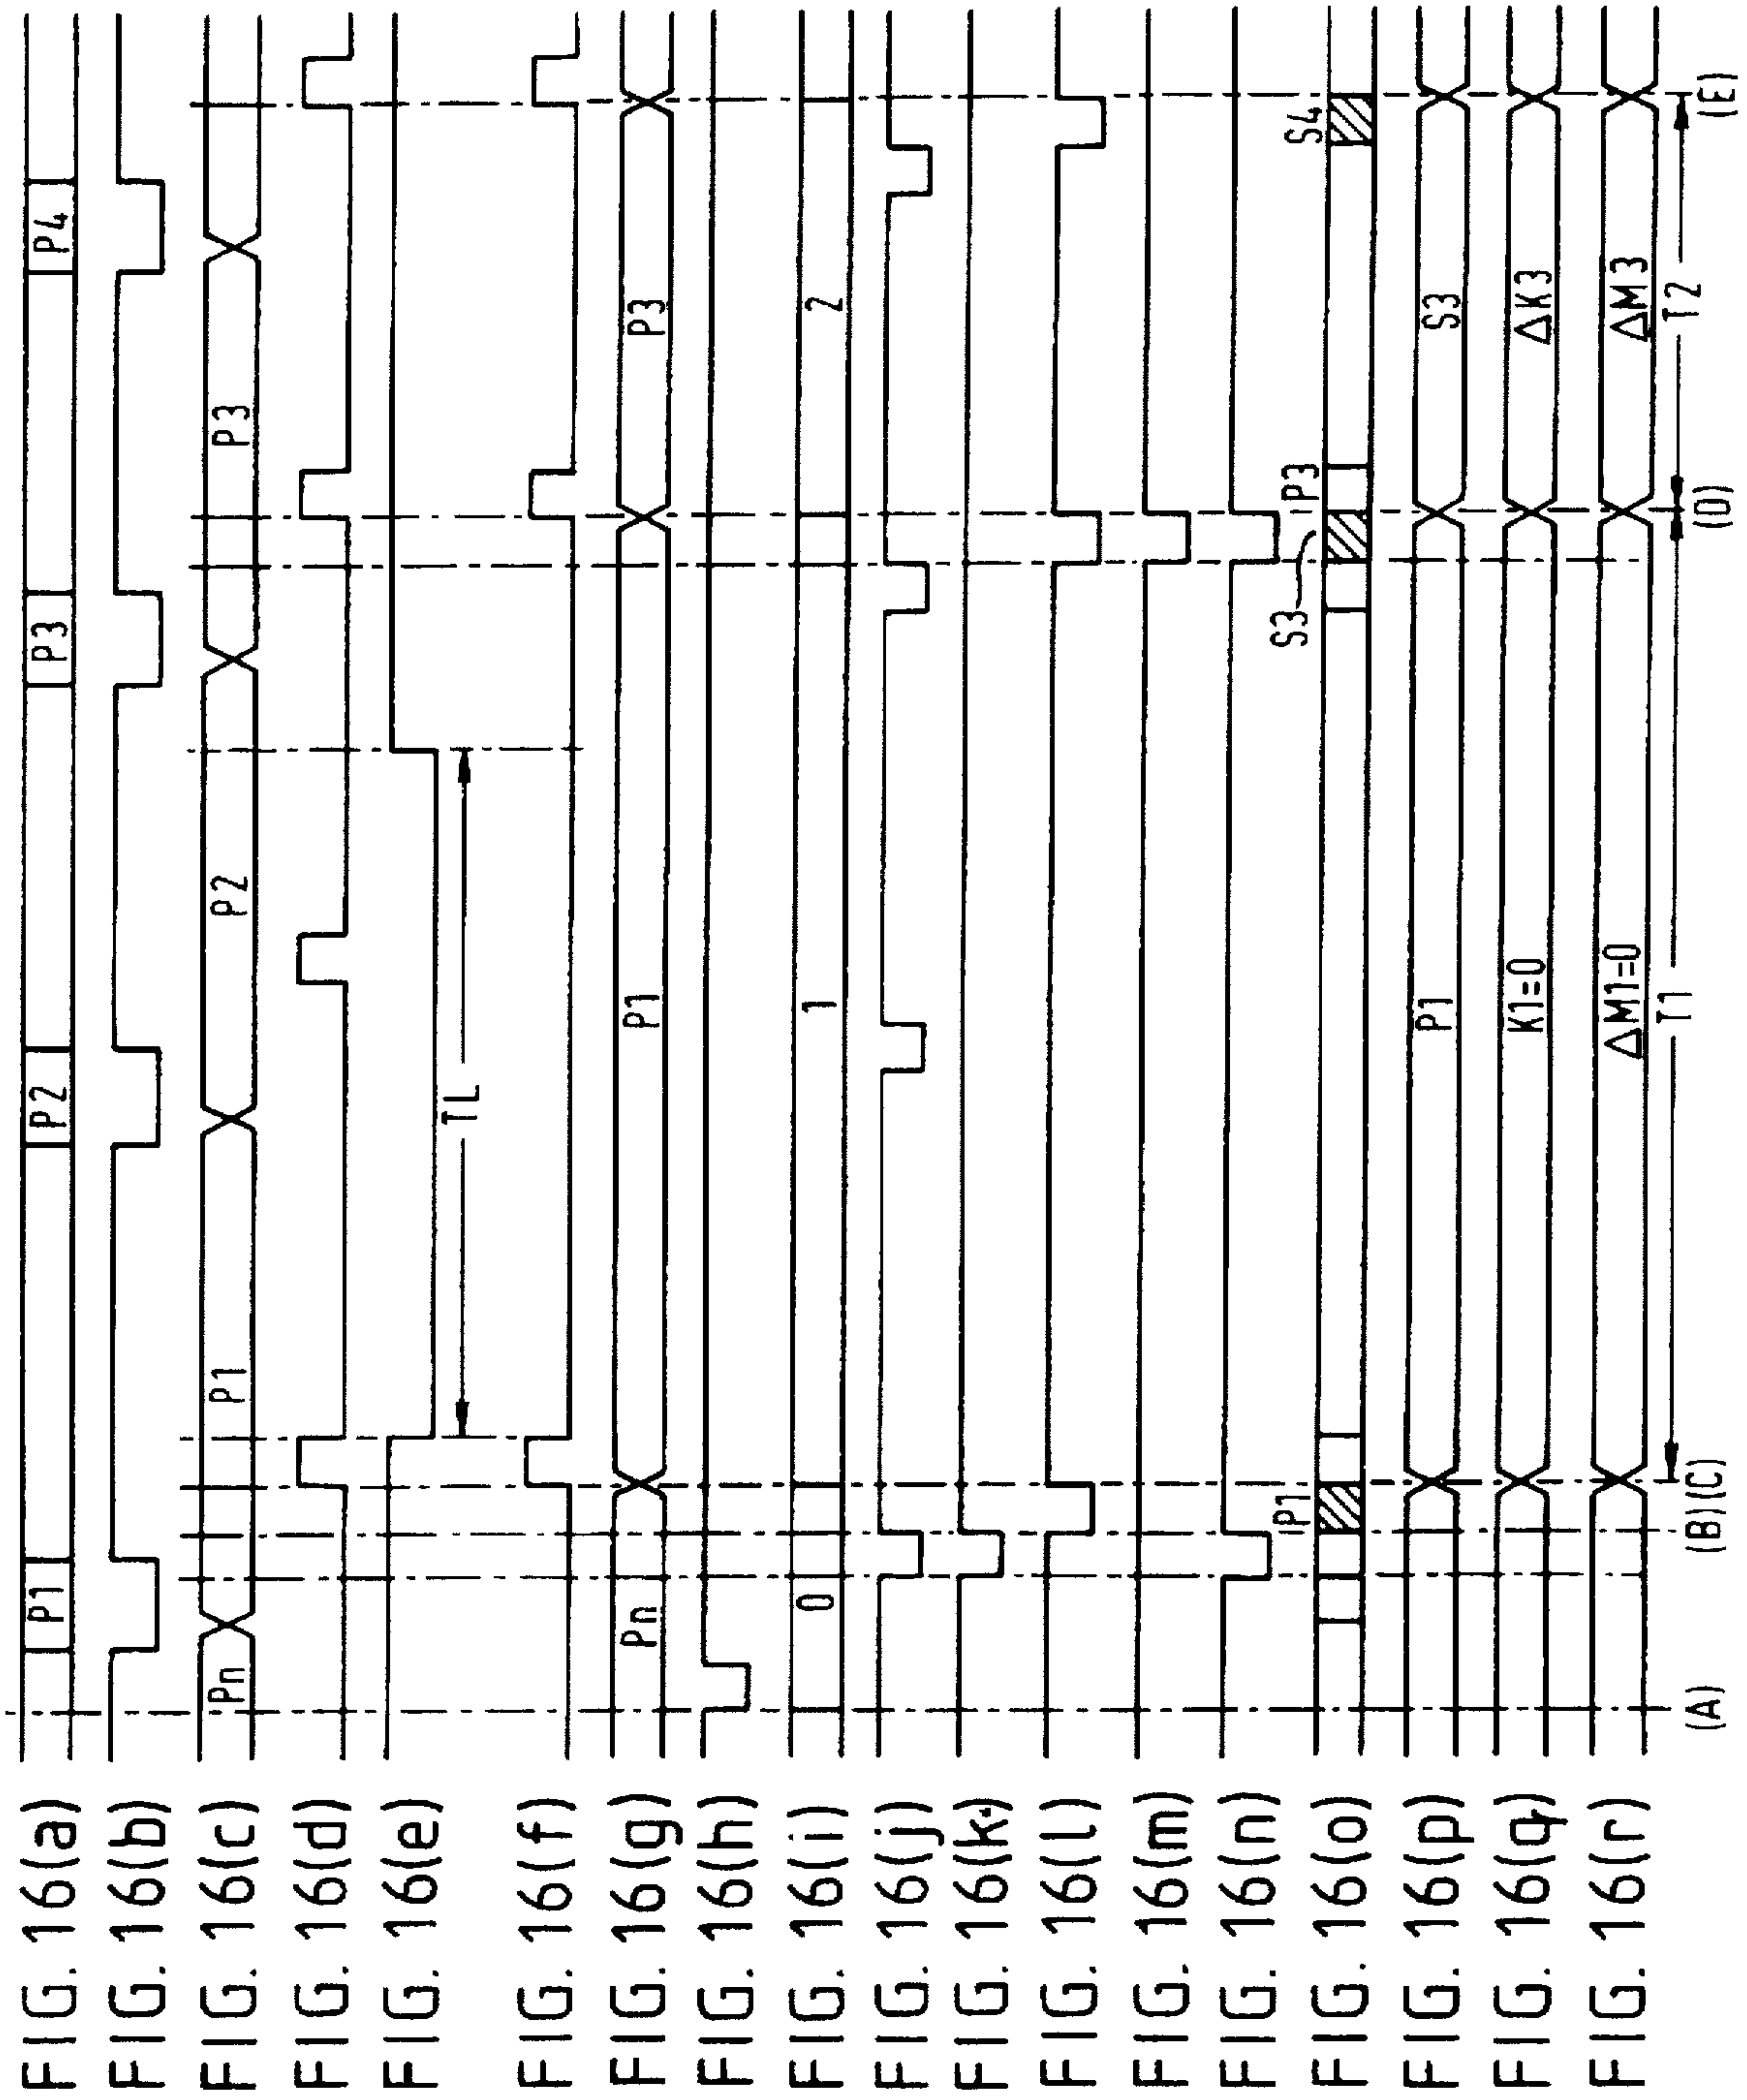 FIG. 16(a) P1 P2 P3 P4
FIG. 16(b)
FIG. 16(c) Pn P1 P2 P3
FIG. 16(d)
FIG. 16(e) TL
FIG. 16(f)
FIG. 16(g) Pn P1 P3
FIG. 16(h)
FIG. 16(i) 0 1 2
FIG. 16(j)
FIG. 16(k)
FIG. 16(l)
FIG. 16(m)
FIG. 16(n)
FIG. 16(o) P1 S3 P3 S4
FIG. 16(p) P1 S3
FIG. 16(q) K1=0 ΔK3
FIG. 16(r) ΔM1=0 ΔM3
T1 T2
(A) (B) (C) (D) (E)